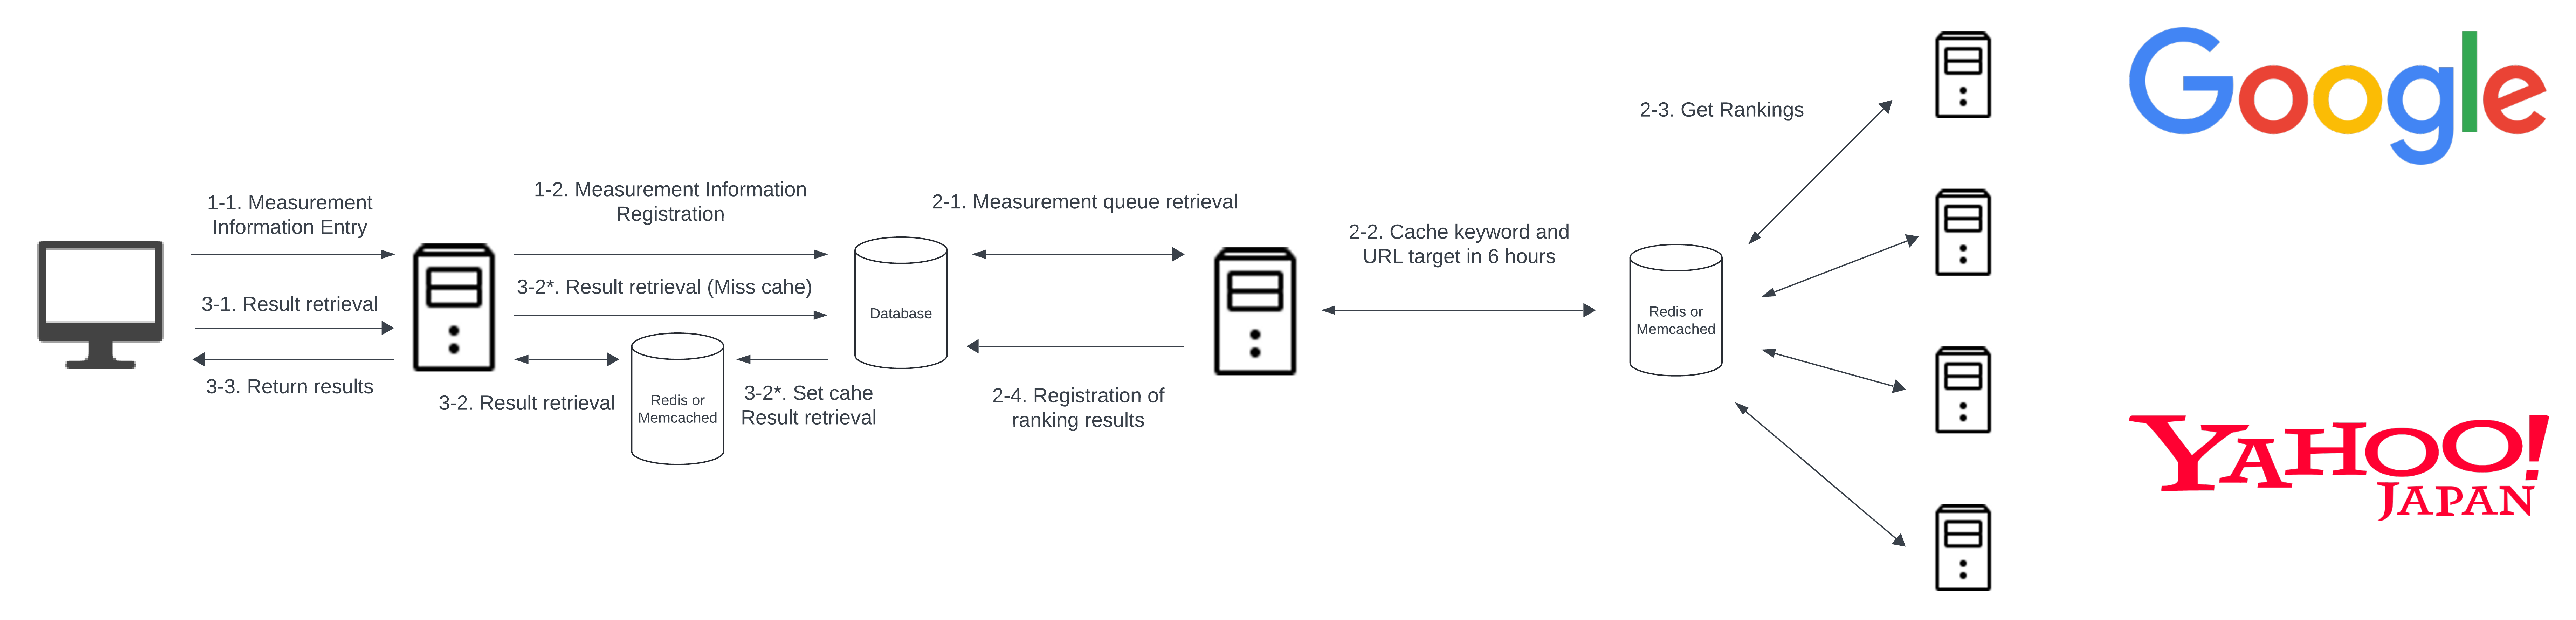 1-1. Measurement
Information Entry
3-1. Result retrieval
3-3. Return results
1-2. Measurement Information
Registration
3-2*. Result retrieval (Miss cahe)
3-2. Result retrieval
Redis or
Memcached
3-2*. Set cahe
Result retrieval
Database
2-1. Measurement queue retrieval
2-4. Registration of
ranking results
2-2. Cache keyword and
URL target in 6 hours
Redis or
Memcached
2-3. Get Rankings
Google
YAHOO!
JAPAN